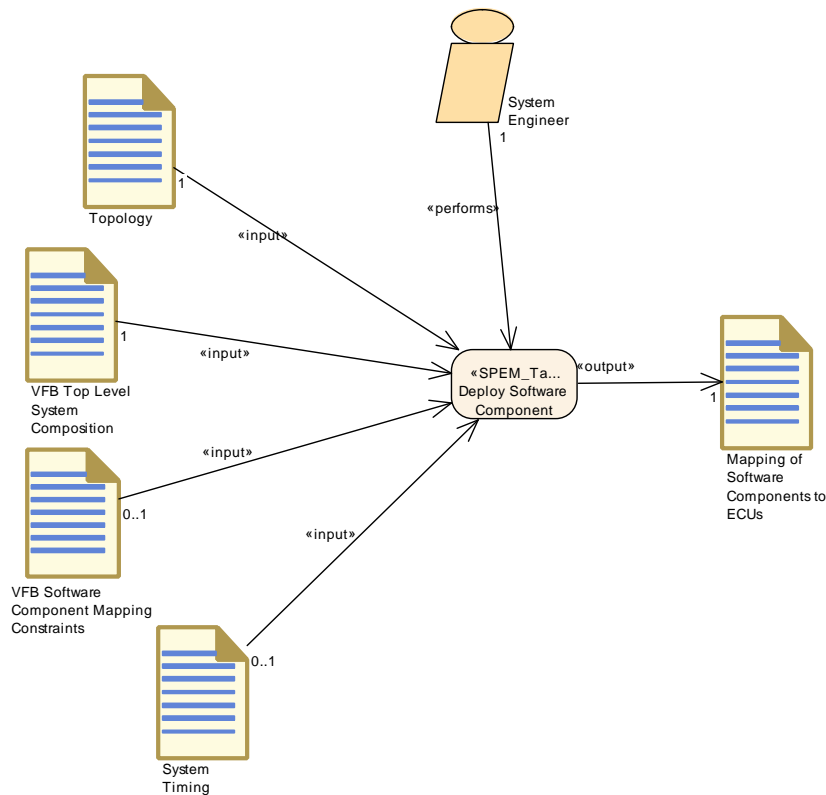 System
Engineer
1
«performs»
Topology
1
«input»
VFB Top Level
System
Composition
1
«input»
«SPEM_Ta...
Deploy Software
Component
«output»
1
Mapping of
Software
Components to
ECUs
VFB Software
Component Mapping
Constraints
0..1
«input»
System
Timing
0..1
«input»